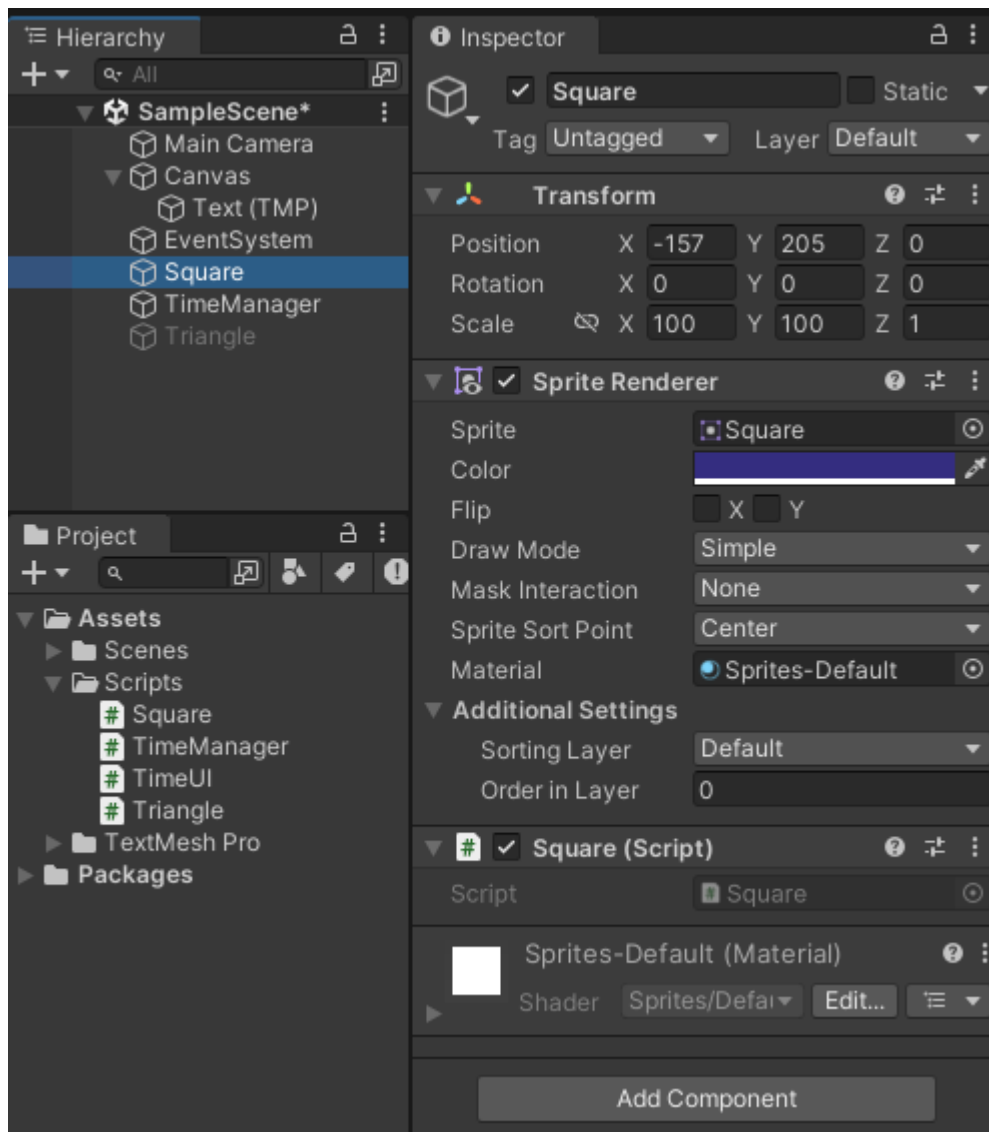 Hierarchy
All
SampleScene*
Main Camera
Canvas
Text (TMP)
EventSystem
Square
TimeManager
Triangle
Project
Assets
Scenes
Scripts
Square
TimeManager
TimeUI
Triangle
TextMesh Pro
Packages
Inspector
Square Static
Tag Untagged Layer Default
Transform
Position X -157 Y 205 Z 0
Rotation X 0 Y 0 Z 0
Scale X 100 Y 100 Z 1
Sprite Renderer
Sprite Square
Color
Flip X Y
Draw Mode Simple
Mask Interaction None
Sprite Sort Point Center
Material Sprites-Default
Additional Settings
Sorting Layer Default
Order in Layer 0
# Square (Script)
Script Square
Sprites-Default (Material)
Shader Sprites/Defau Edit...
Add Component